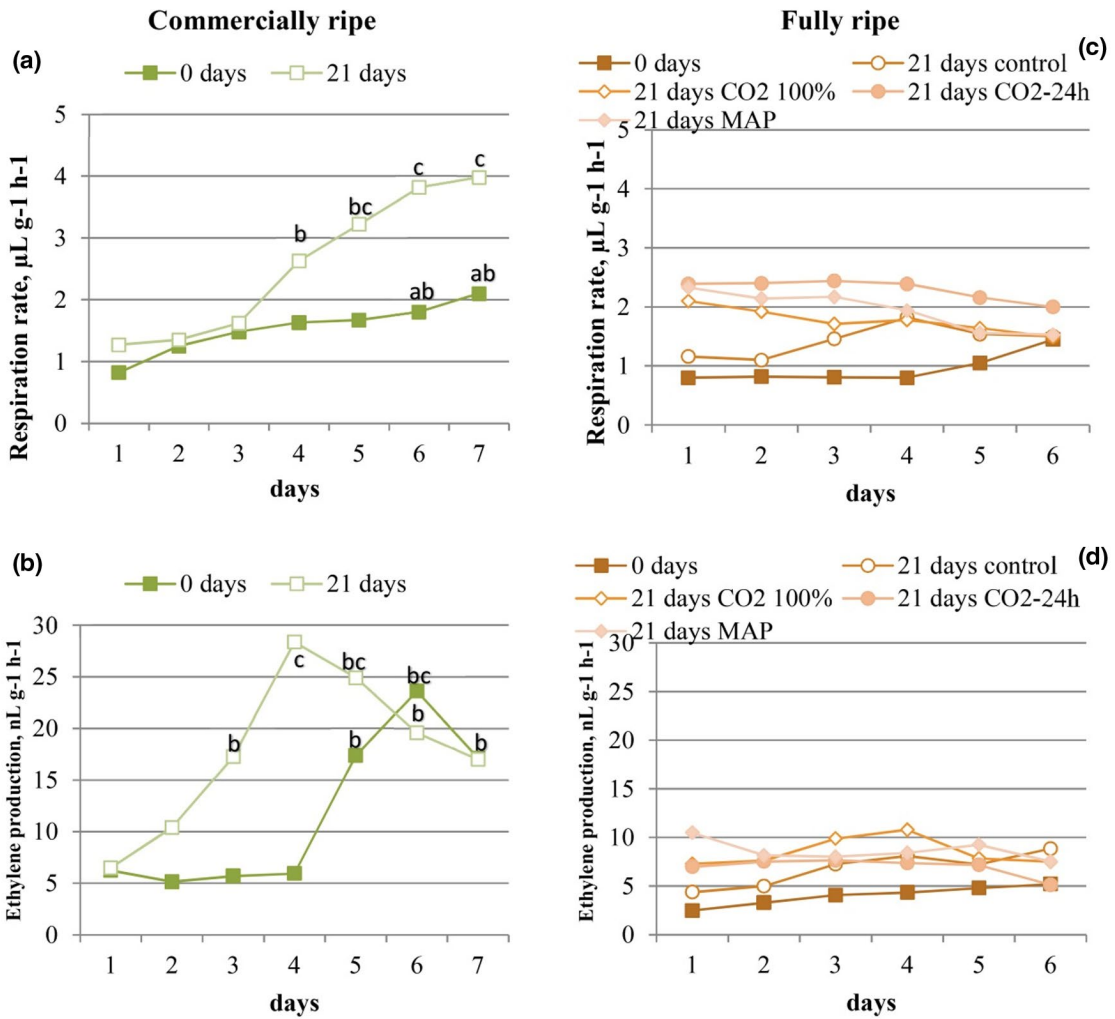 Commercially ripe
Fully ripe
(a)
0 days 21 days
Respiration rate, µL g-1 h-1
5
4
3
2
1
0
b
bc
c
c
ab
ab
1 2 3 4 5 6 7
days
(c)
0 days 21 days control
21 days CO2 100% 21 days CO2-24h
21 days MAP
Respiration rate, µL g-1 h-1
5
4
3
2
1
0
1 2 3 4 5 6
days
(b)
0 days 21 days
Ethylene production, nL g-1 h-1
30
25
20
15
10
5
0
b
c
bc
b
bc
b
b
1 2 3 4 5 6 7
days
(d)
0 days 21 days control
21 days CO2 100% 21 days CO2-24h
21 days MAP
Ethylene production, nL g-1 h-1
30
25
20
15
10
5
0
1 2 3 4 5 6
days